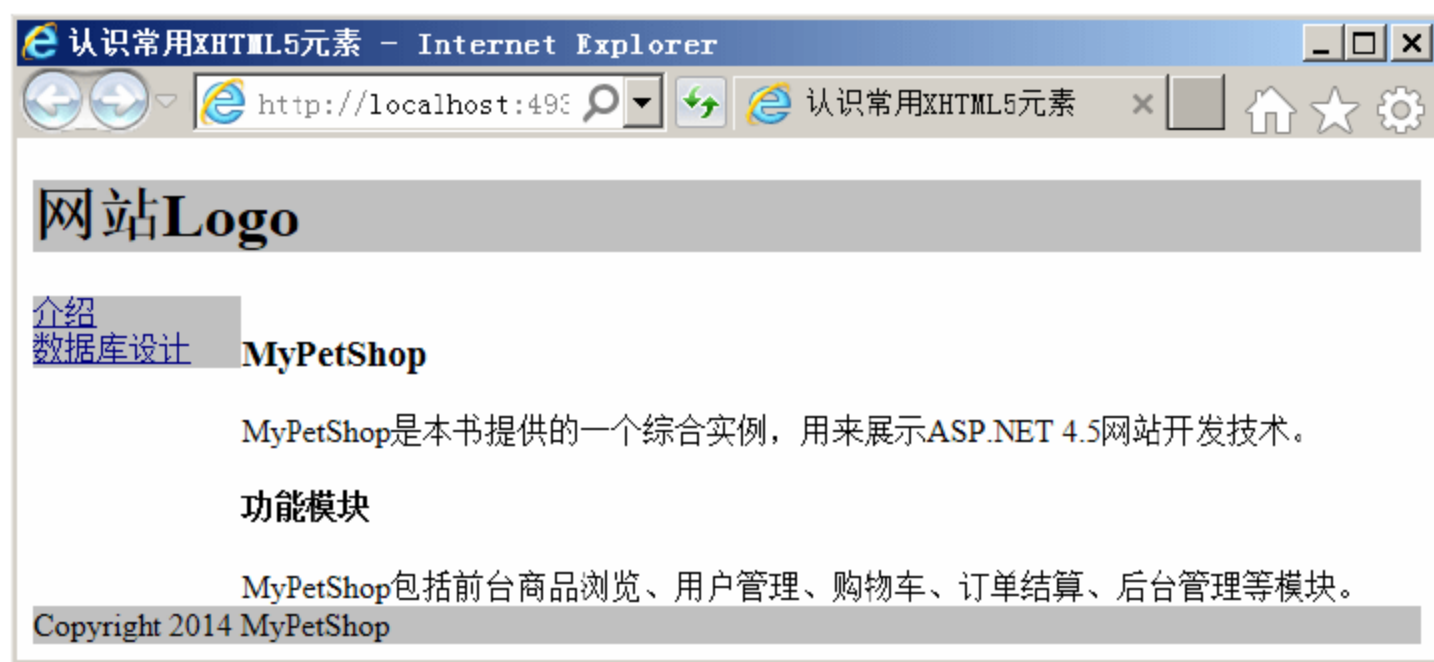 认识常用XHTML5元素 - Internet Explorer
http://localhost:493 认识常用XHTML5元素
网站Logo
介绍
数据库设计
MyPetShop
MyPetShop是本书提供的一个综合实例，用来展示ASP.NET 4.5网站开发技术。
功能模块
MyPetShop包括前台商品浏览、用户管理、购物车、订单结算、后台管理等模块。
Copyright 2014 MyPetShop